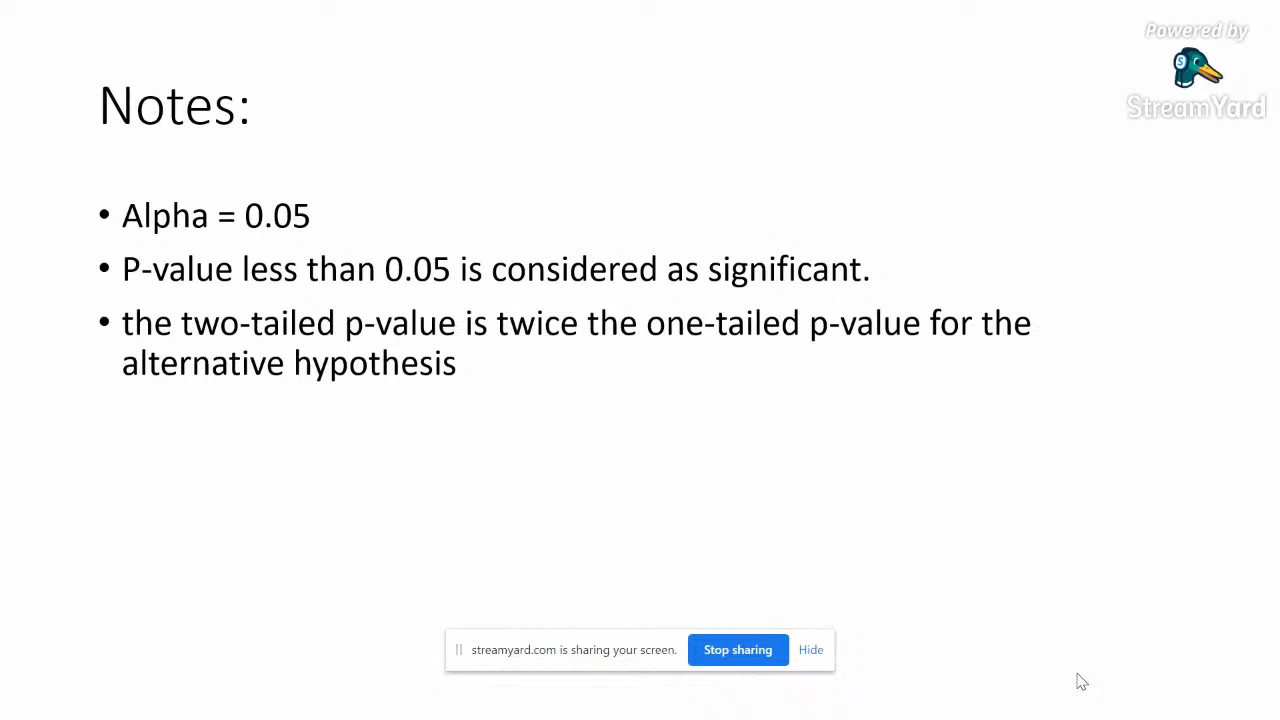 Powered by
StreamYard
Notes:
• Alpha = 0.05
• P-value less than 0.05 is considered as significant.
• the two-tailed p-value is twice the one-tailed p-value for the
alternative hypothesis
streamyard.com is sharing your screen. Stop sharing Hide